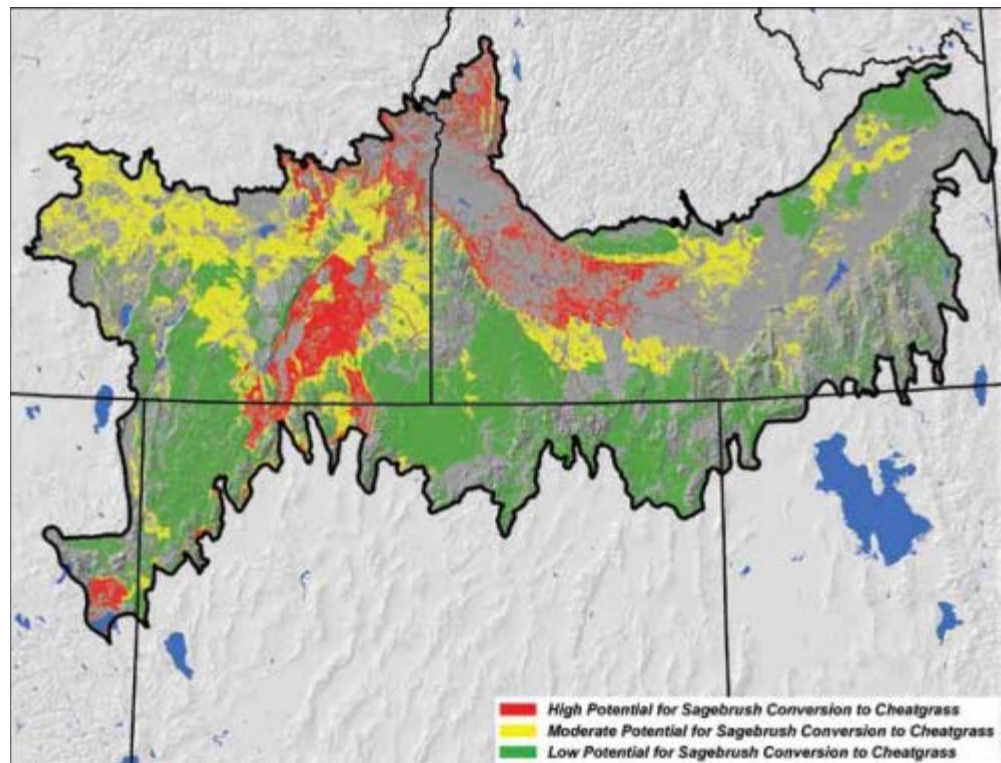 High Potential for Sagebrush Conversion to Cheatgrass
Moderate Potential for Sagebrush Conversion to Cheatgrass
Low Potential for Sagebrush Conversion to Cheatgrass